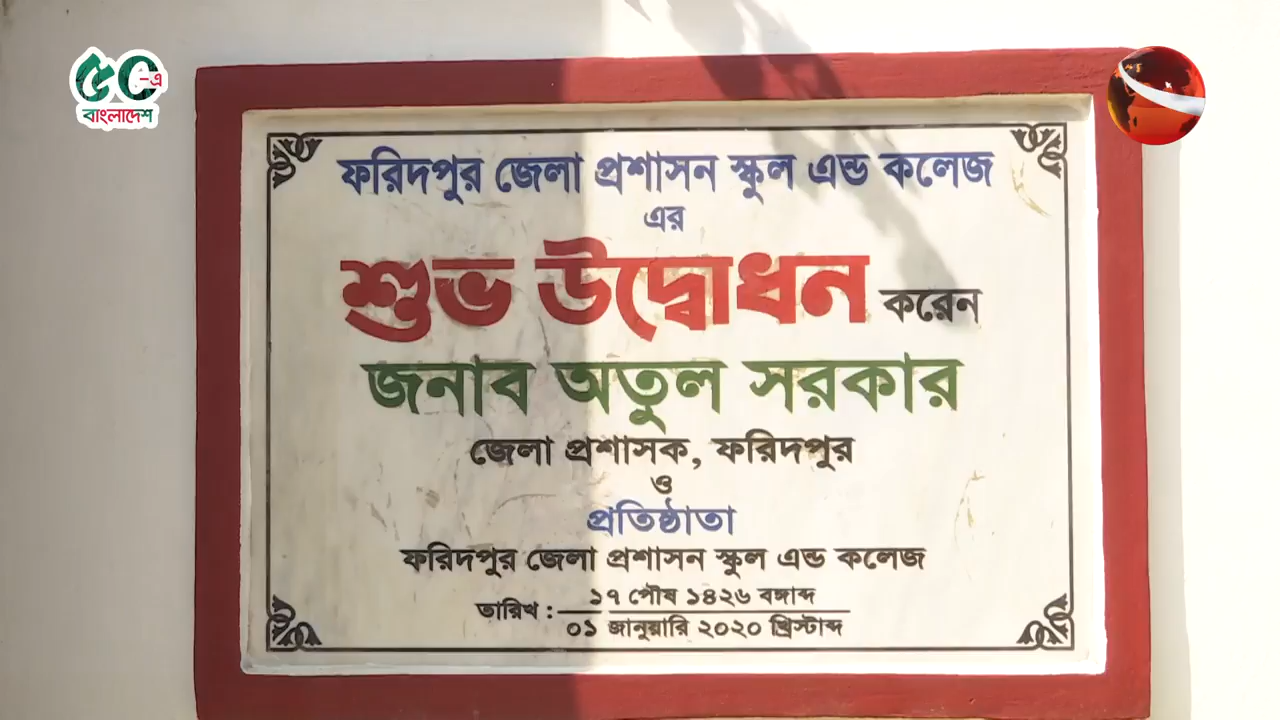 ৫০-এ
বাংলাদেশ
ফরিদপুর জেলা প্রশাসন স্কুল এন্ড কলেজ
এর
শুভ উদ্বোধন করেন
জনাব অতুল সরকার
জেলা প্রশাসক, ফরিদপুর
ও
প্রতিষ্ঠাতা
ফরিদপুর জেলা প্রশাসন স্কুল এন্ড কলেজ
১৭ পৌষ ১৪২৬ বঙ্গাব্দ
তারিখ :
০১ জানুয়ারি ২০২০ খ্রিস্টাব্দ